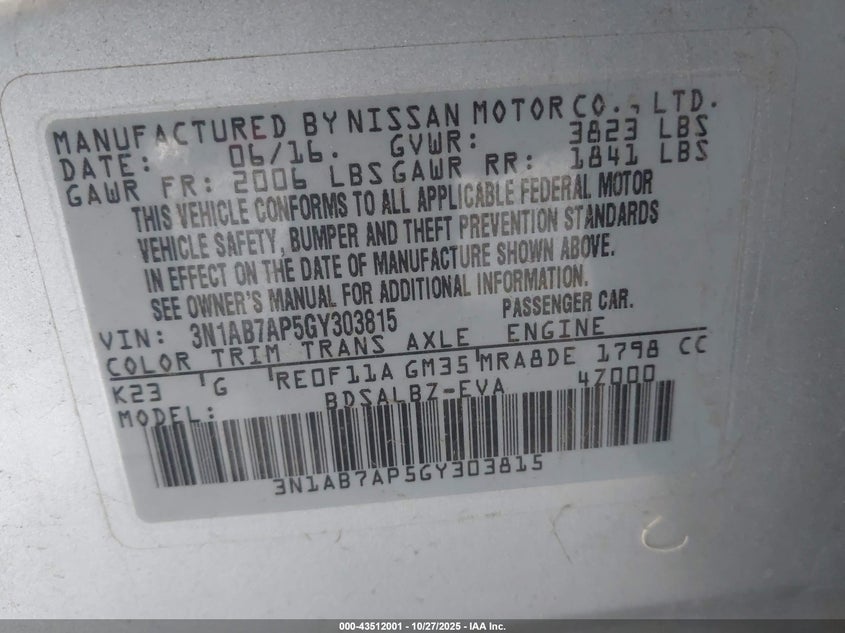 MANUFACTURED BY NISSAN MOTOR CO., LTD.
DATE: 06/16. GVWR: 3823 LBS
GAWR FR: 2006 LBS GAWR RR: 1841 LBS
THIS VEHICLE CONFORMS TO ALL APPLICABLE FEDERAL MOTOR
VEHICLE SAFETY, BUMPER AND THEFT PREVENTION STANDARDS
IN EFFECT ON THE DATE OF MANUFACTURE SHOWN ABOVE.
SEE OWNER'S MANUAL FOR ADDITIONAL INFORMATION.
VIN: 3N1AB7AP5GY303815 PASSENGER CAR.
COLOR TRIM TRANS AXLE ENGINE
K23 G RE0F11A GM35 MRA8DE 1798 CC
MODEL: BDSALBZ-EVA 4Z000
3N1AB7AP5GY303815
000-43512001 - 10/27/2025 - IAA Inc.